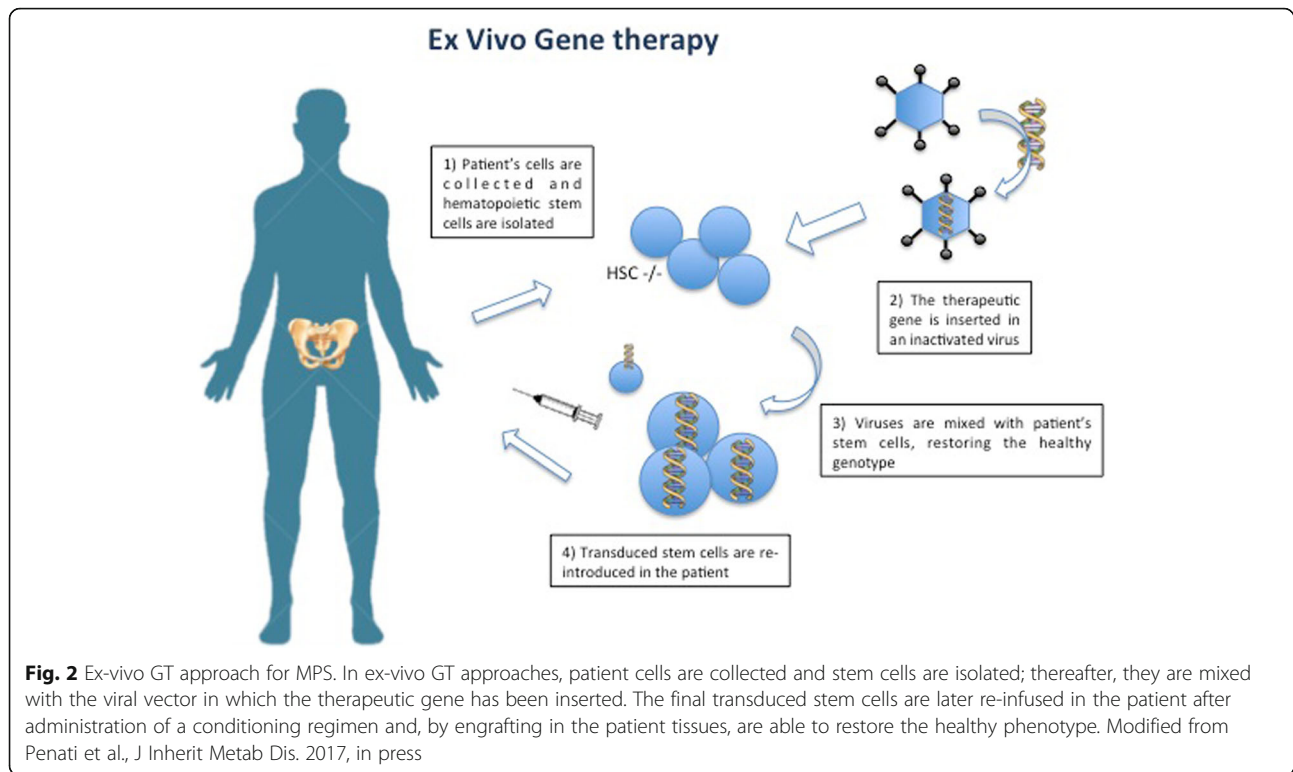 Ex Vivo Gene therapy
1) Patient's cells are
collected and
hematopoietic stem
cells are isolated
HSC -/-
2) The therapeutic
gene is inserted in
an inactivated virus
3) Viruses are mixed with patient's
stem cells, restoring the healthy
genotype
4) Transduced stem cells are re-
introduced in the patient
Fig. 2 Ex-vivo GT approach for MPS. In ex-vivo GT approaches, patient cells are collected and stem cells are isolated; thereafter, they are mixed
with the viral vector in which the therapeutic gene has been inserted. The final transduced stem cells are later re-infused in the patient after
administration of a conditioning regimen and, by engrafting in the patient tissues, are able to restore the healthy phenotype. Modified from
Penati et al., J Inherit Metab Dis. 2017, in press